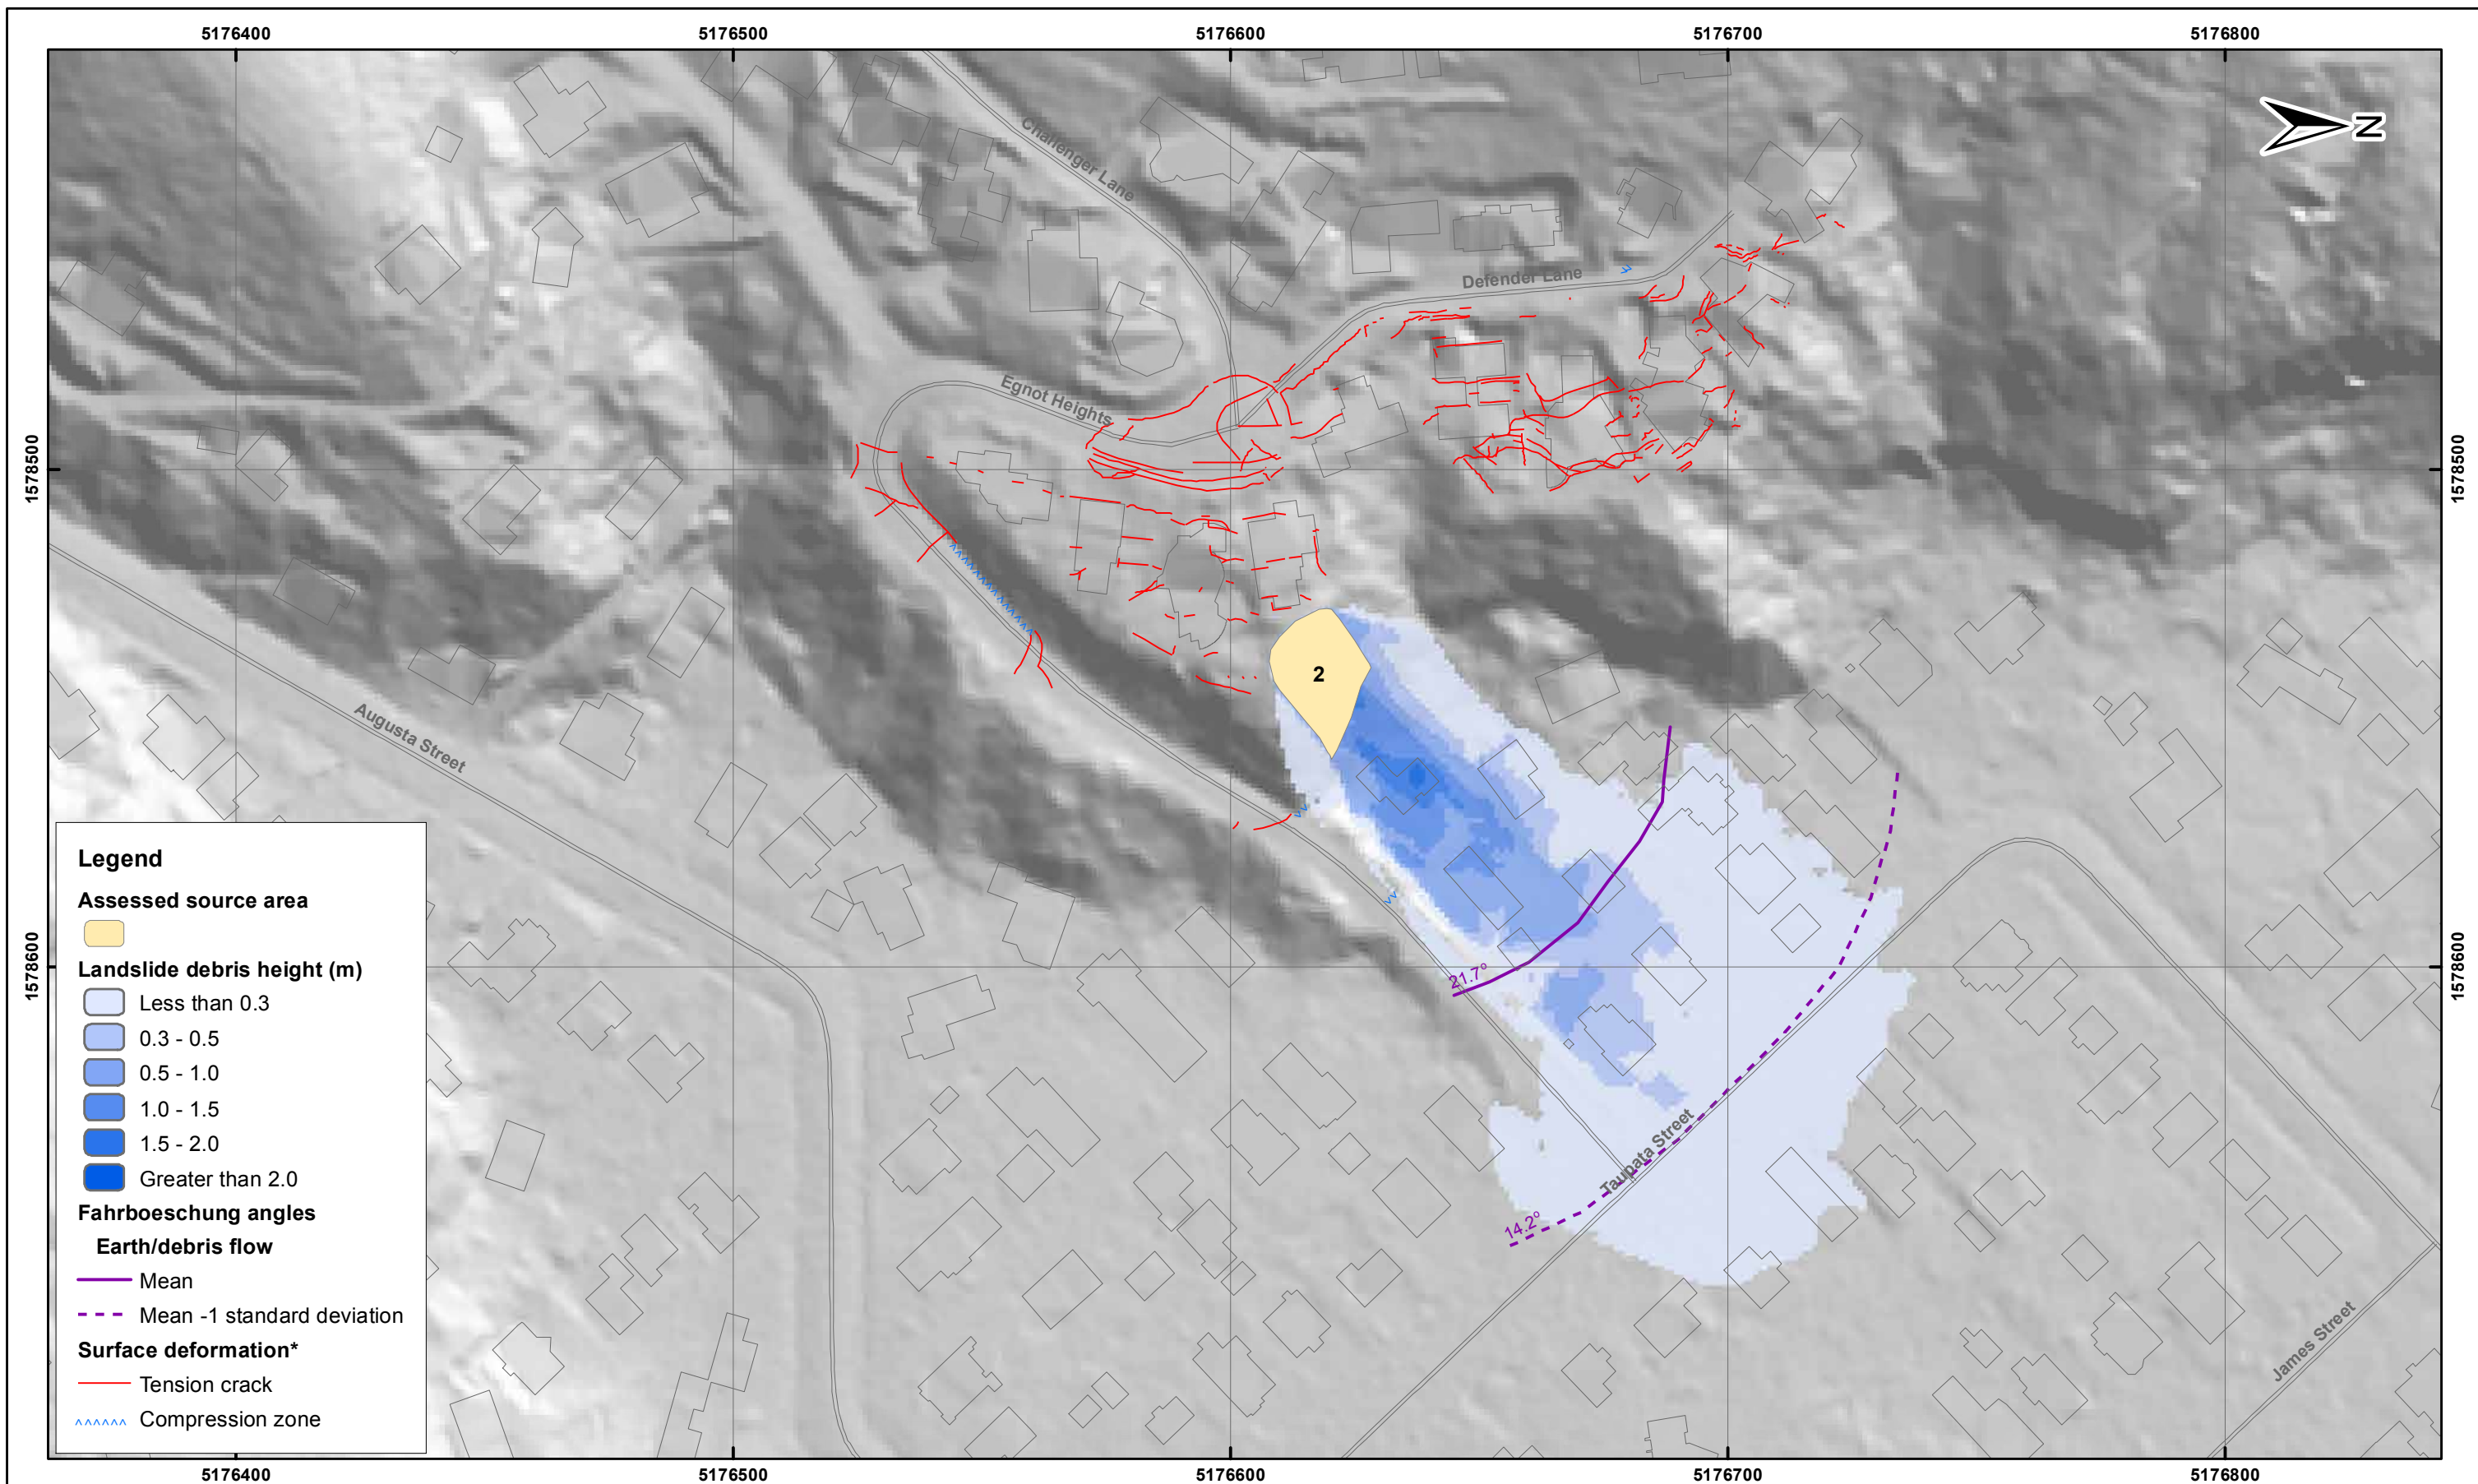 5176400 5176500 5176600 5176700 5176800
N
Challenger Lane
Defender Lane
Egnot Heights
1578500 1578500
2
Augusta Street
21.7°
1578600 1578600
Taupata Street
14.2°
James Street
Legend
Assessed source area
Landslide debris height (m)
Less than 0.3
0.3 - 0.5
0.5 - 1.0
1.0 - 1.5
1.5 - 2.0
Greater than 2.0
Fahrboeschung angles
Earth/debris flow
Mean
Mean -1 standard deviation
Surface deformation*
Tension crack
Compression zone
5176400 5176500 5176600 5176700 5176800